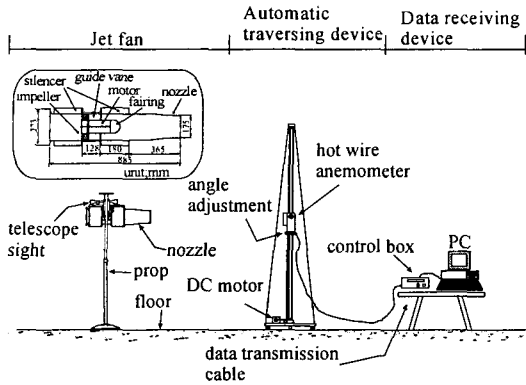 Jet fan
Automatic
traversing device
Data receiving
device
silencer
guide vane
motor
fairing
nozzle
impeller
175
128
190
365
885
unit;mm
telescope
sight
nozzle
prop
floor
angle
adjustment
hot wire
anemometer
DC motor
control box
PC
data transmission
cable